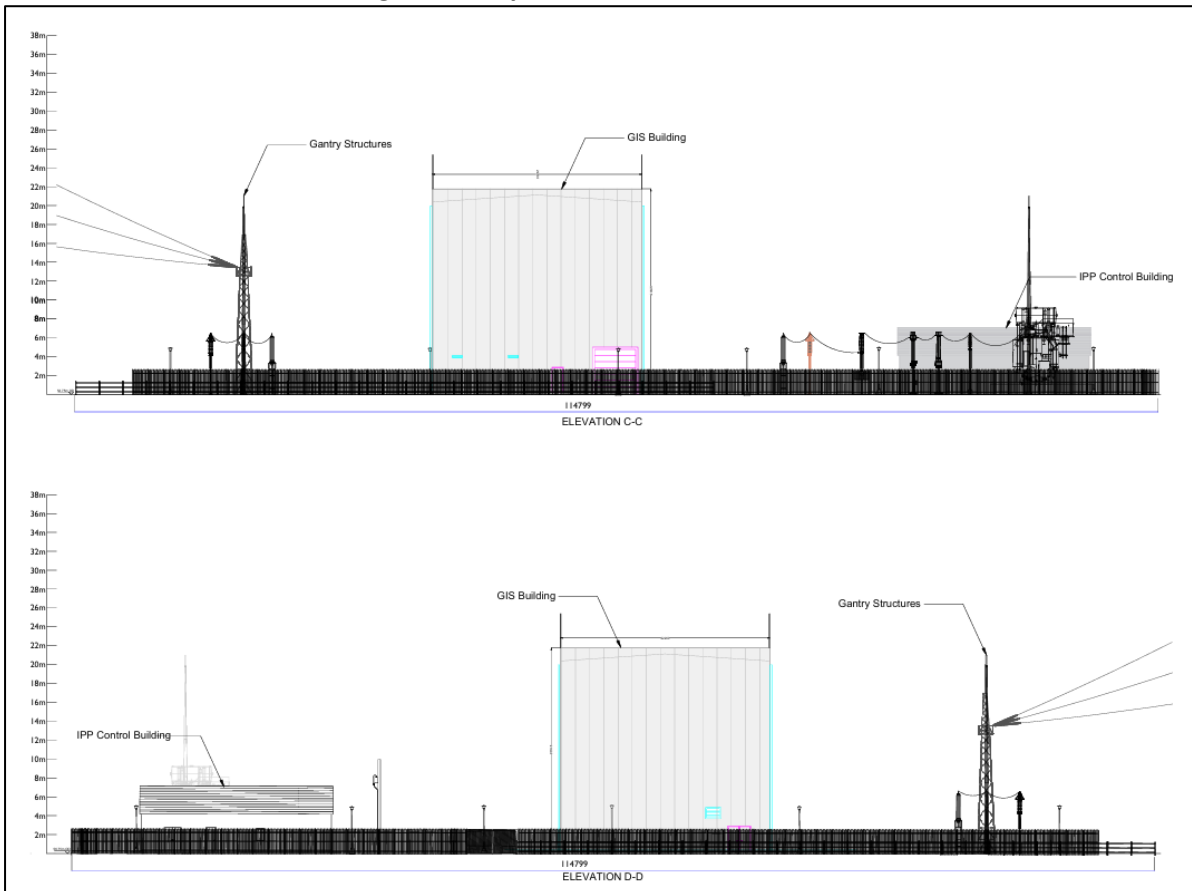 38m
36m
34m
32m
30m
28m
26m
24m
22m
20m
18m
16m
14m
12m
10m
8m
6m
4m
2m
Gantry Structures
GIS Building
IPP Control Building
114799
ELEVATION C-C
38m
36m
34m
32m
30m
28m
26m
24m
22m
20m
18m
16m
14m
12m
10m
8m
6m
4m
2m
GIS Building
Gantry Structures
IPP Control Building
114799
ELEVATION D-D